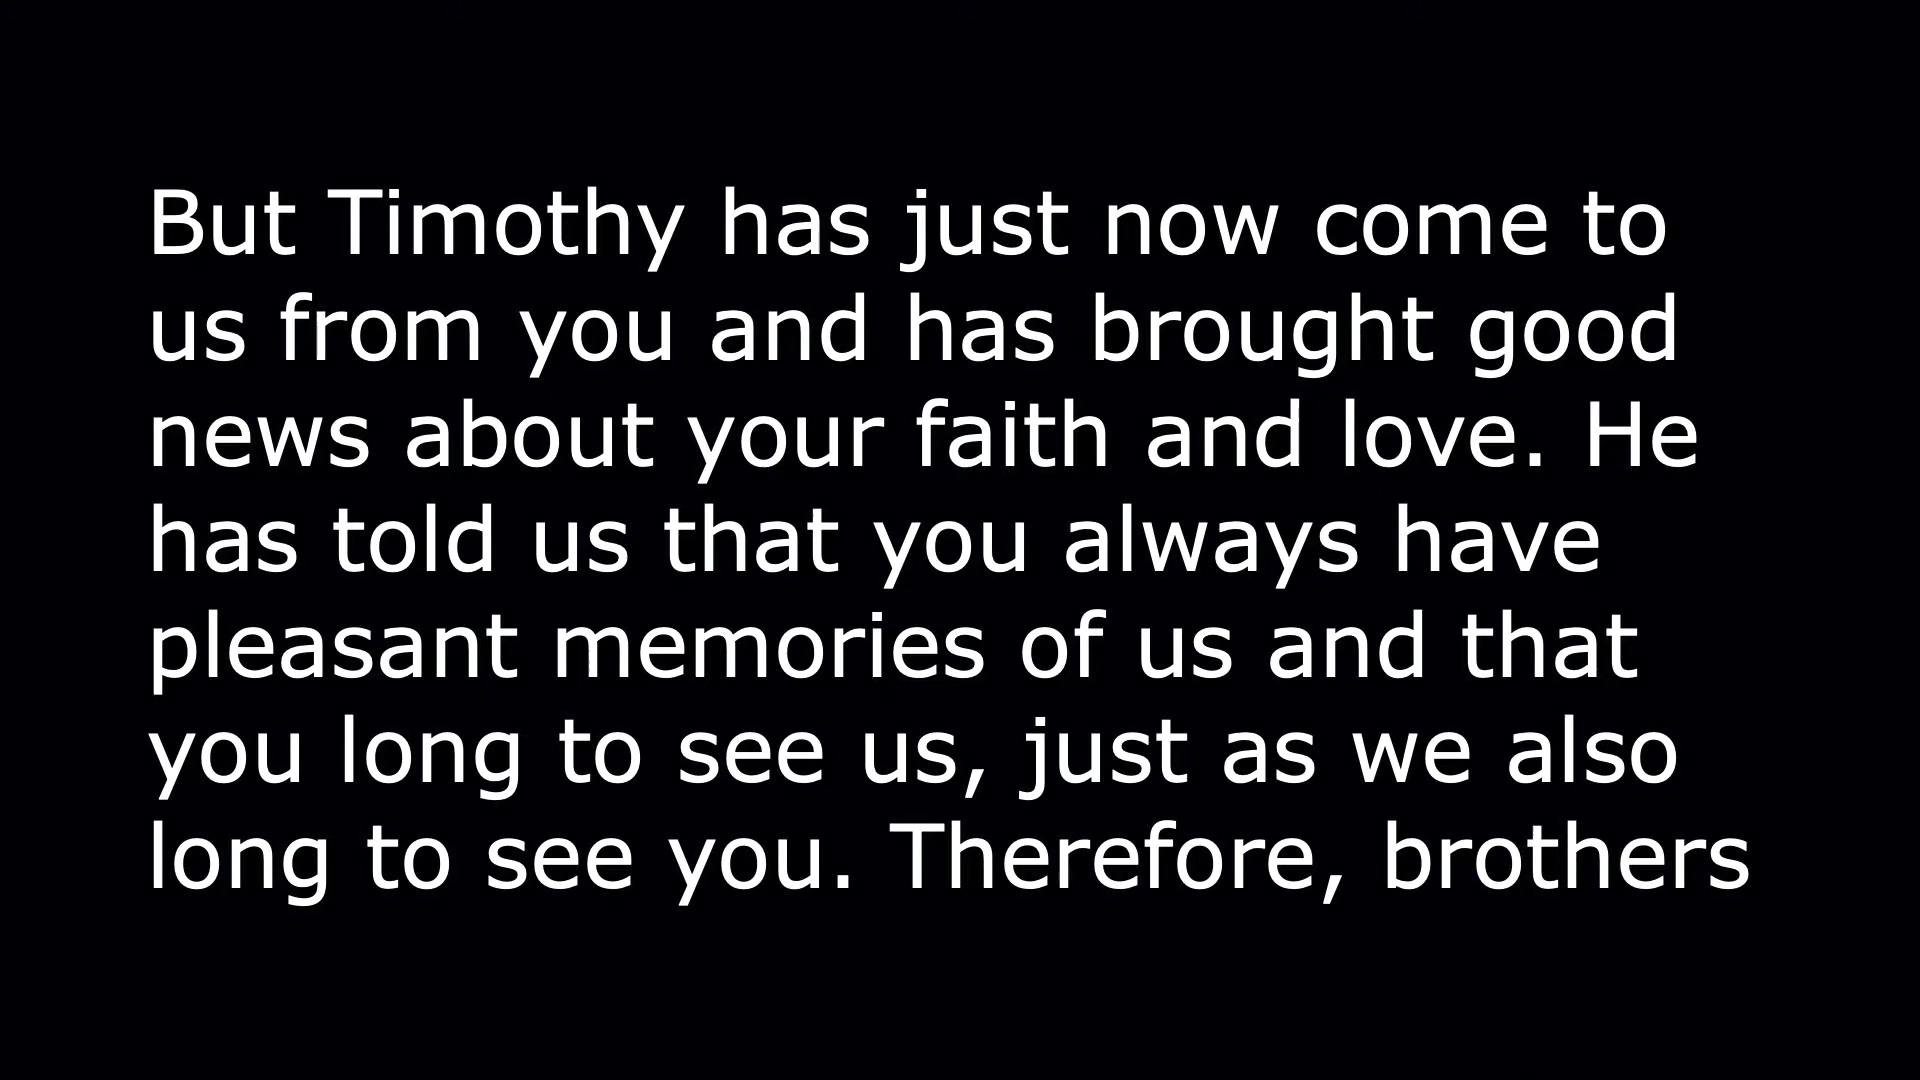 But Timothy has just now come to
us from you and has brought good
news about your faith and love. He
has told us that you always have
pleasant memories of us and that
you long to see us, just as we also
long to see you. Therefore, brothers